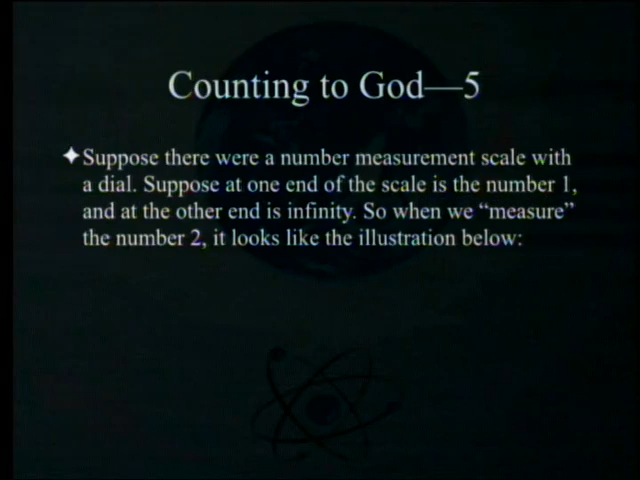 Counting to God—5
✦Suppose there were a number measurement scale with
a dial. Suppose at one end of the scale is the number 1,
and at the other end is infinity. So when we “measure”
the number 2, it looks like the illustration below: